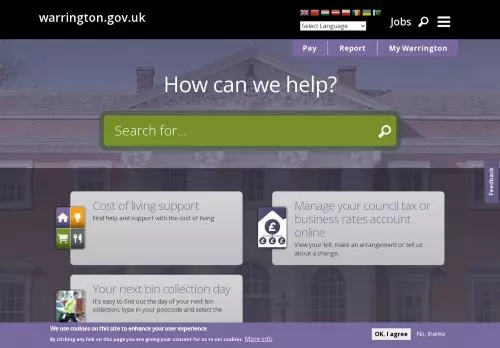 warrington.gov.uk
Select Language
Jobs
Pay
Report
My Warrington
How can we help?
Search for...
Feedback
Cost of living support
Find help and support with the cost of living
Manage your council tax or
business rates account
online
View your bill, make an arrangement or tell us
about a change.
Your next bin collection day
It's easy to find out the day of your next bin
collection, type in your postcode and select the
We use cookies on this site to enhance your user experience
By clicking any link on this page you are giving your consent for us to set cookies. More info
OK, I agree
No, thanks